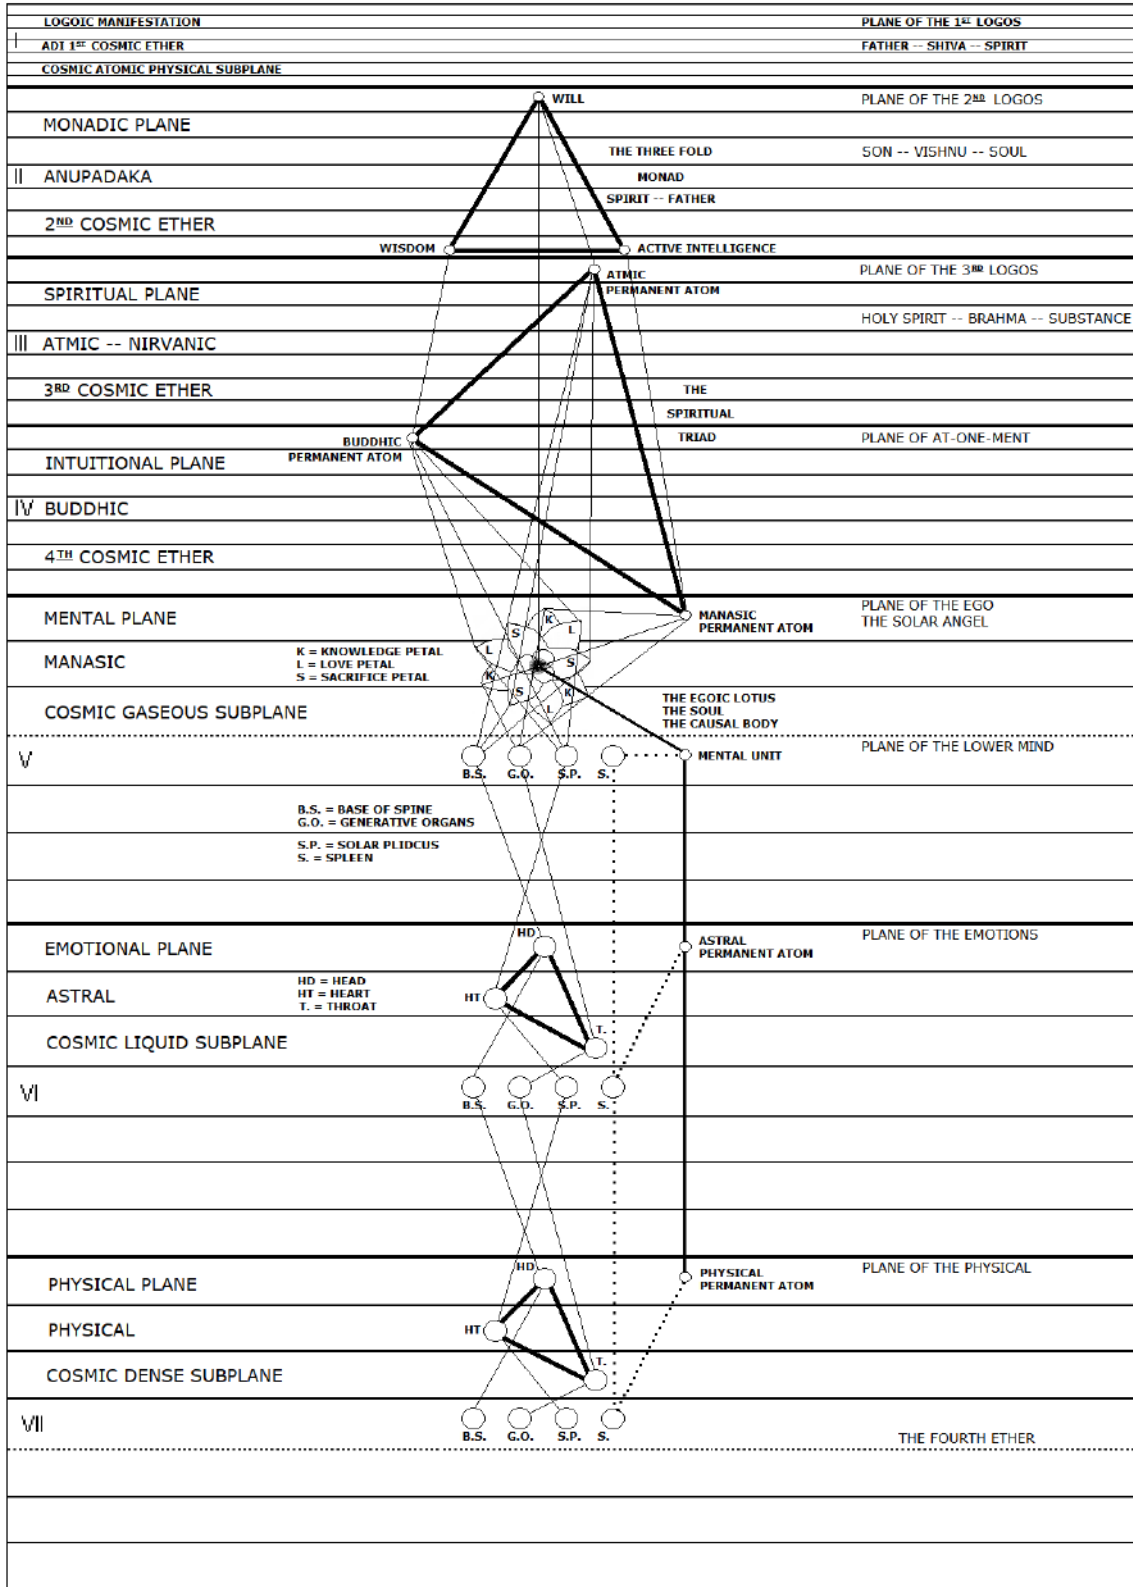 LOGOIC MANIFESTATION
PLANE OF THE 1ST LOGOS
I
ADI 1ST COSMIC ETHER
FATHER -- SHIVA -- SPIRIT
COSMIC ATOMIC PHYSICAL SUBPLANE
WILL
PLANE OF THE 2ND LOGOS
MONADIC PLANE
THE THREE FOLD
SON -- VISHNU -- SOUL
II ANUPADAKA
MONAD
SPIRIT -- FATHER
2ND COSMIC ETHER
WISDOM
ACTIVE INTELLIGENCE
PLANE OF THE 3RD LOGOS
ATMIC
PERMANENT ATOM
SPIRITUAL PLANE
HOLY SPIRIT -- BRAHMA -- SUBSTANCE
III ATMIC -- NIRVANIC
3RD COSMIC ETHER
THE
SPIRITUAL
TRIAD
BUDDHIC
PERMANENT ATOM
PLANE OF AT-ONE-MENT
INTUITIONAL PLANE
IV BUDDHIC
4TH COSMIC ETHER
MENTAL PLANE
MANASIC
PERMANENT ATOM
PLANE OF THE EGO
THE SOLAR ANGEL
K
L
S
L
S
K
S
K
L
MANASIC
K = KNOWLEDGE PETAL
L = LOVE PETAL
S = SACRIFICE PETAL
COSMIC GASEOUS SUBPLANE
THE EGOIC LOTUS
THE SOUL
THE CAUSAL BODY
V
MENTAL UNIT
PLANE OF THE LOWER MIND
B.S. G.O. S.P. S.
B.S. = BASE OF SPINE
G.O. = GENERATIVE ORGANS
S.P. = SOLAR PLIDCUS
S. = SPLEEN
HD
EMOTIONAL PLANE
ASTRAL
PERMANENT ATOM
PLANE OF THE EMOTIONS
ASTRAL
HD = HEAD
HT = HEART
T. = THROAT
HT
T.
COSMIC LIQUID SUBPLANE
VI
B.S. G.O. S.P. S.
HD
PHYSICAL PLANE
PHYSICAL
PERMANENT ATOM
PLANE OF THE PHYSICAL
PHYSICAL
HT
T.
COSMIC DENSE SUBPLANE
VII
B.S. G.O. S.P. S.
THE FOURTH ETHER